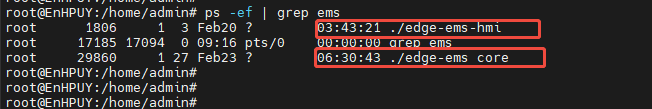 root@EnHPUY:/home/admin# ps -ef | grep ems
root 1806 1 3 Feb20 ? 03:43:21 ./edge-ems-hmi
root 17185 17094 0 09:16 pts/0 00:00:00 grep ems
root 29860 1 27 Feb23 ? 06:30:43 ./edge-ems core
root@EnHPUY:/home/admin#
root@EnHPUY:/home/admin#
root@EnHPUY:/home/admin#